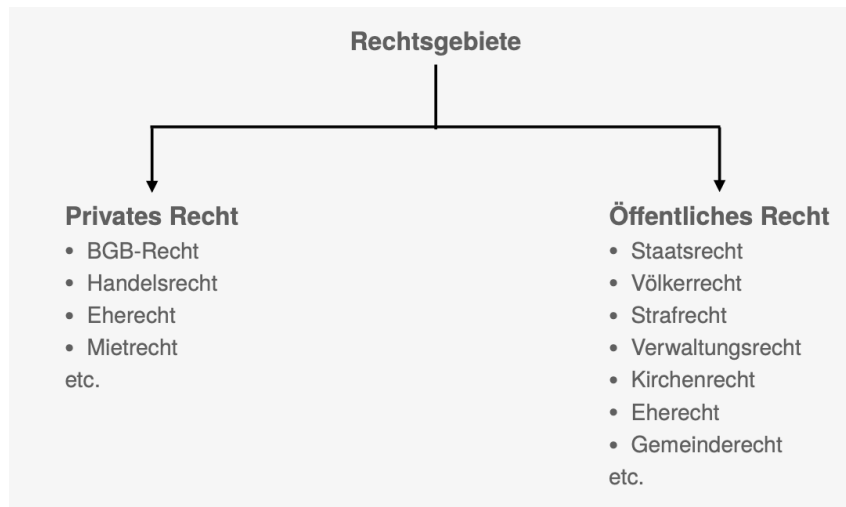 Rechtsgebiete
Privates Recht
• BGB-Recht
• Handelsrecht
• Eherecht
• Mietrecht
etc.
Öffentliches Recht
• Staatsrecht
• Völkerrecht
• Strafrecht
• Verwaltungsrecht
• Kirchenrecht
• Eherecht
• Gemeinderecht
etc.